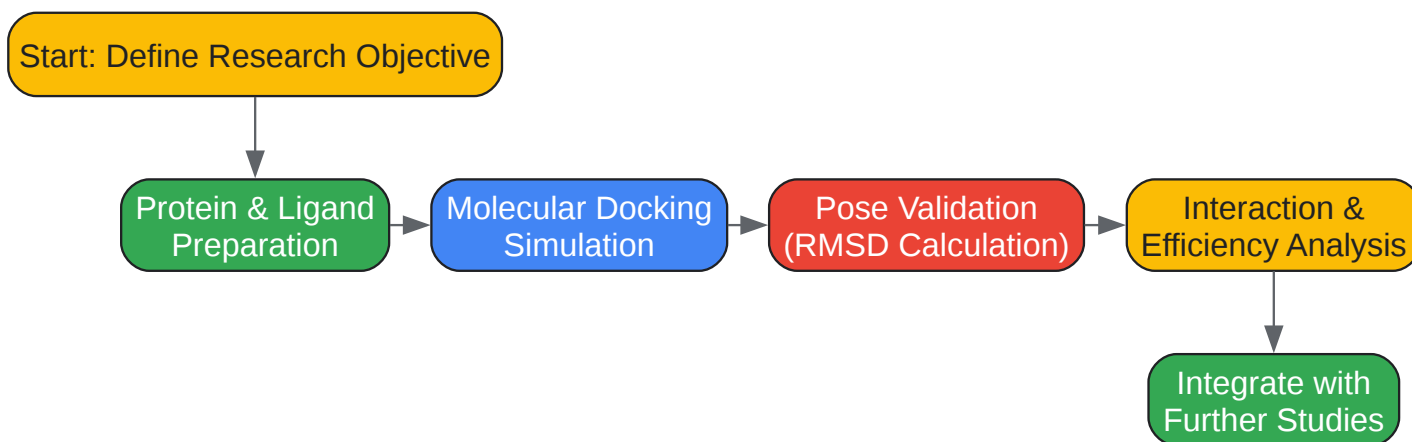 Start: Define Research Objective
Protein & Ligand
Preparation
Molecular Docking
Simulation
Pose Validation
(RMSD Calculation)
Interaction &
Efficiency Analysis
Integrate with
Further Studies